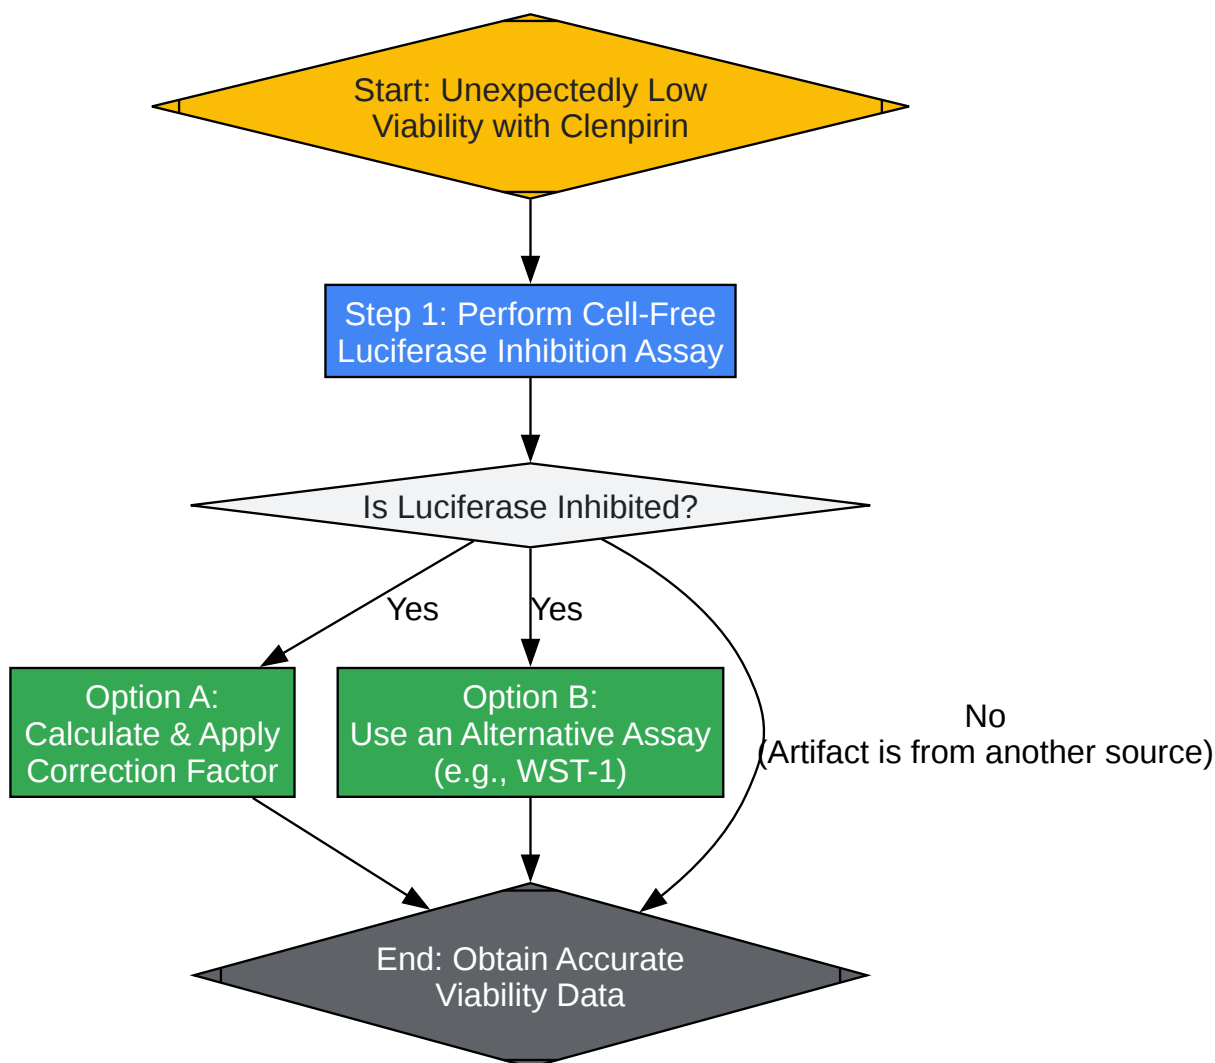 Start: Unexpectedly Low
Viability with Clenpirin
Step 1: Perform Cell-Free
Luciferase Inhibition Assay
Is Luciferase Inhibited?
Yes
Yes
Option A:
Calculate & Apply
Correction Factor
Option B:
Use an Alternative Assay
(e.g., WST-1)
No
(Artifact is from another source)
End: Obtain Accurate
Viability Data